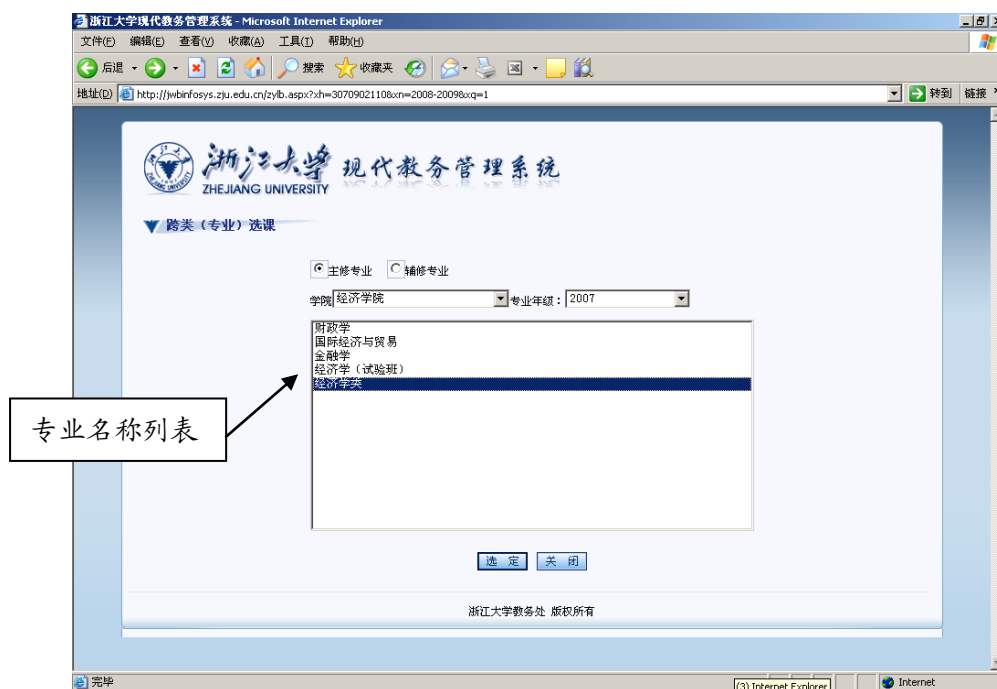 浙江大学现代教务管理系统 - Microsoft Internet Explorer
文件(F) 编辑(E) 查看(V) 收藏(A) 工具(T) 帮助(H)
后退 搜索 收藏夹
地址(D) http://jwbinfosys.zju.edu.cn/zylb.aspx?xh=3070902110&xn=2008-2009&xq=1 转到 链接
浙江大学 现代教务管理系统
ZHEJIANG UNIVERSITY
跨类（专业）选课
主修专业 辅修专业
学院 经济学院 专业年级： 2007
财政学
国际经济与贸易
金融学
经济学（试验班）
经济学类
专业名称列表
选 定 关 闭
浙江大学教务处 版权所有
完毕 (3) Internet Explorer Internet